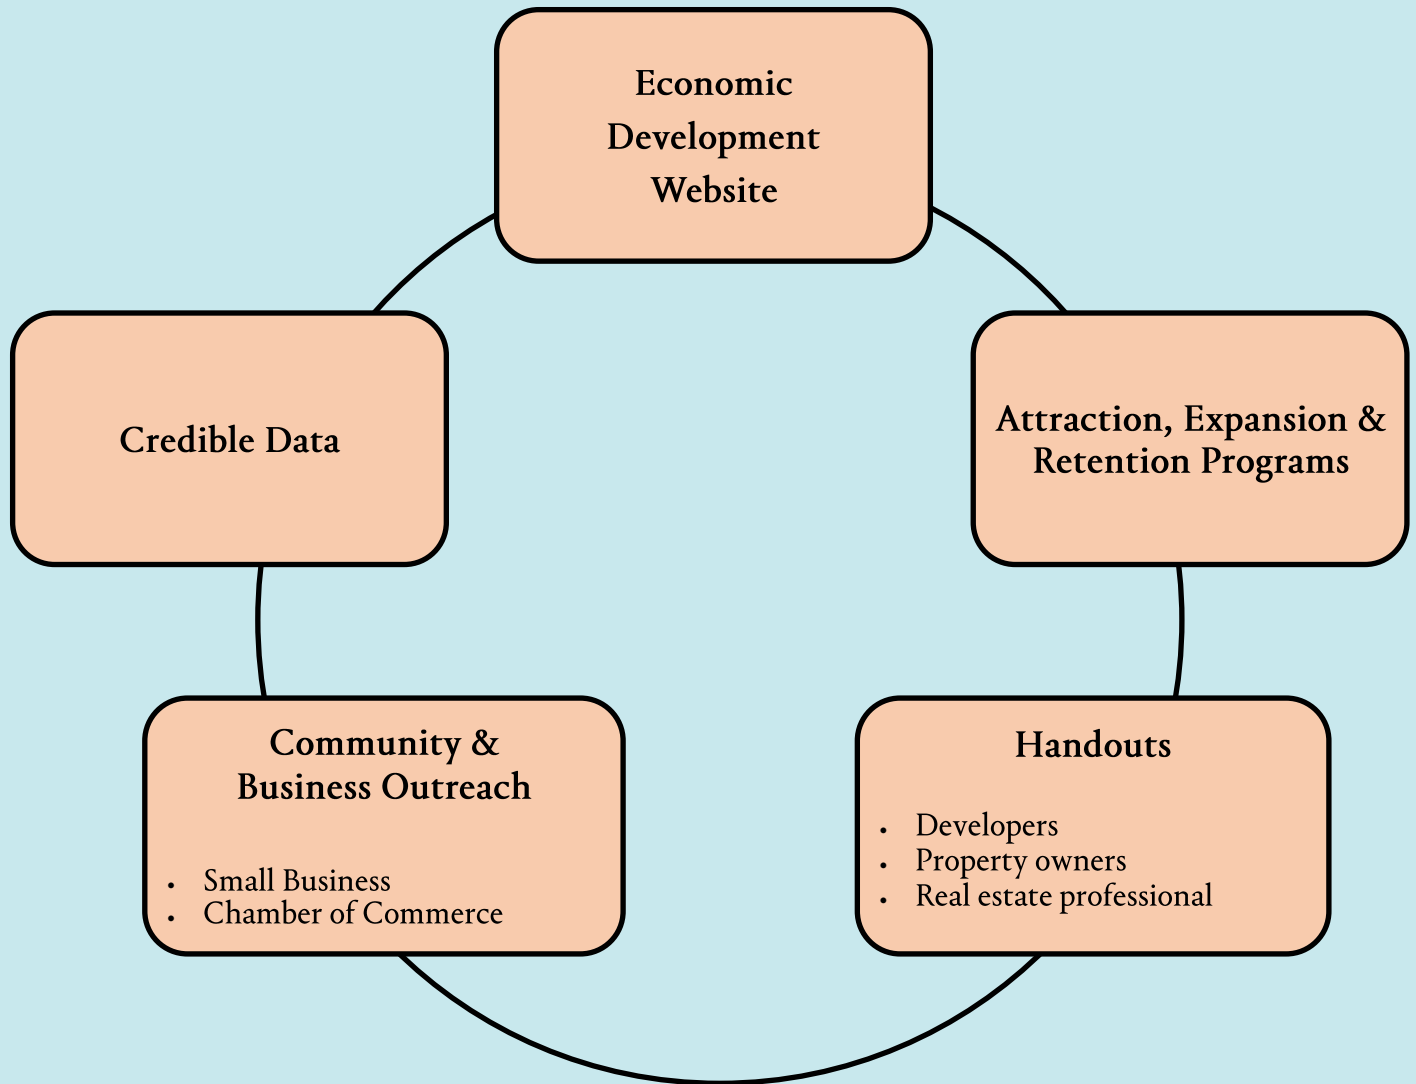 Economic
Development
Website
Credible Data
Attraction, Expansion &
Retention Programs
Community &
Business Outreach
• Small Business
• Chamber of Commerce
Handouts
• Developers
• Property owners
• Real estate professional